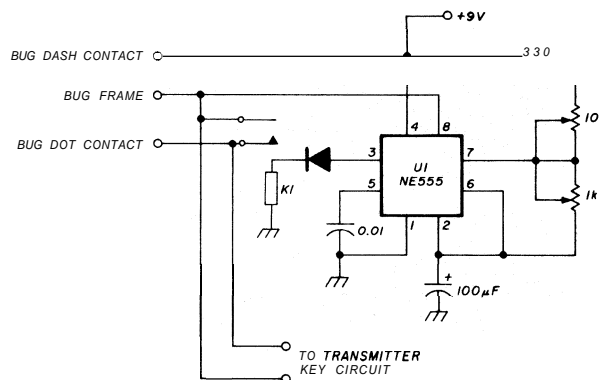 +9V
BUG DASH CONTACT
330
BUG FRAME
4
8
10
BUG DOT CONTACT
3
U1
NE555
7
K1
5
6
1k
0.01
1
2
+
100µF
TO TRANSMITTER
KEY CIRCUIT